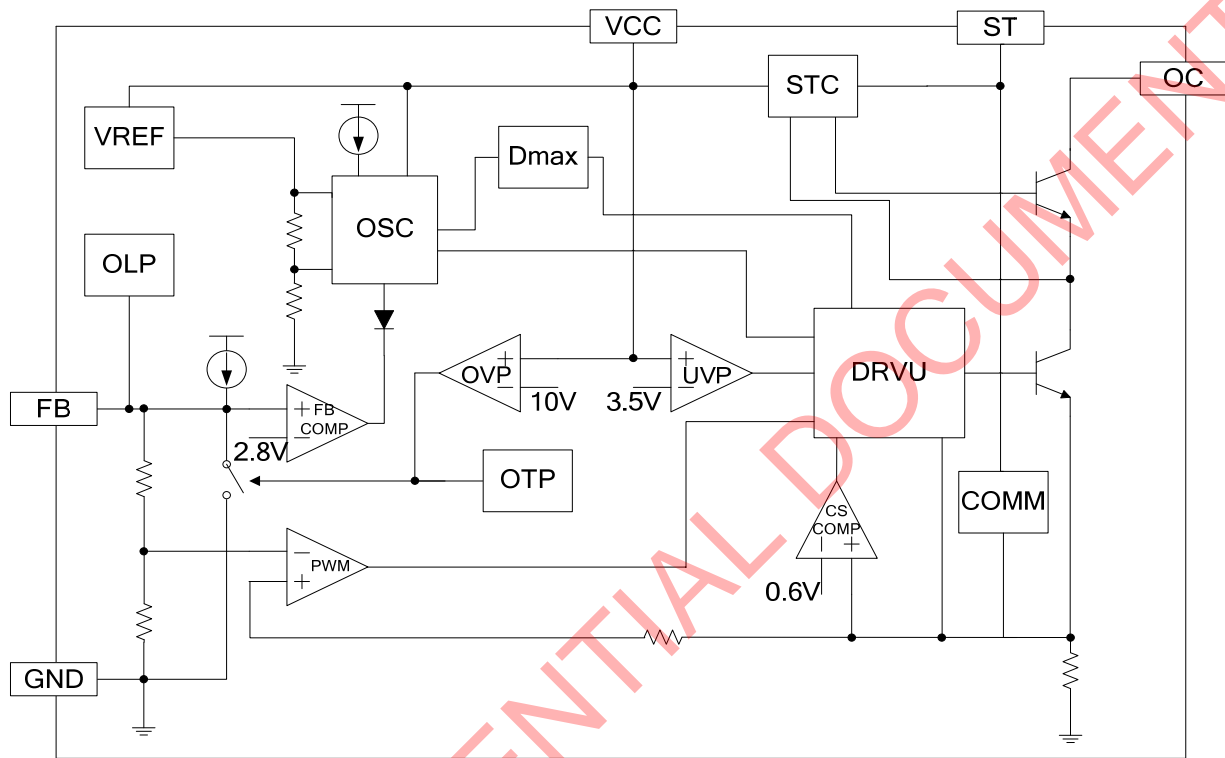 VCC
ST
OC
STC
VREF
Dmax
OSC
OLP
DRVU
OVP
+
−
10V
+
−
UVP
3.5V
FB
+
−
FB
COMP
2.8V
OTP
COMM
CS
COMP
−
+
−
+
PWM
0.6V
GND
ENTIAL DOCUMENT